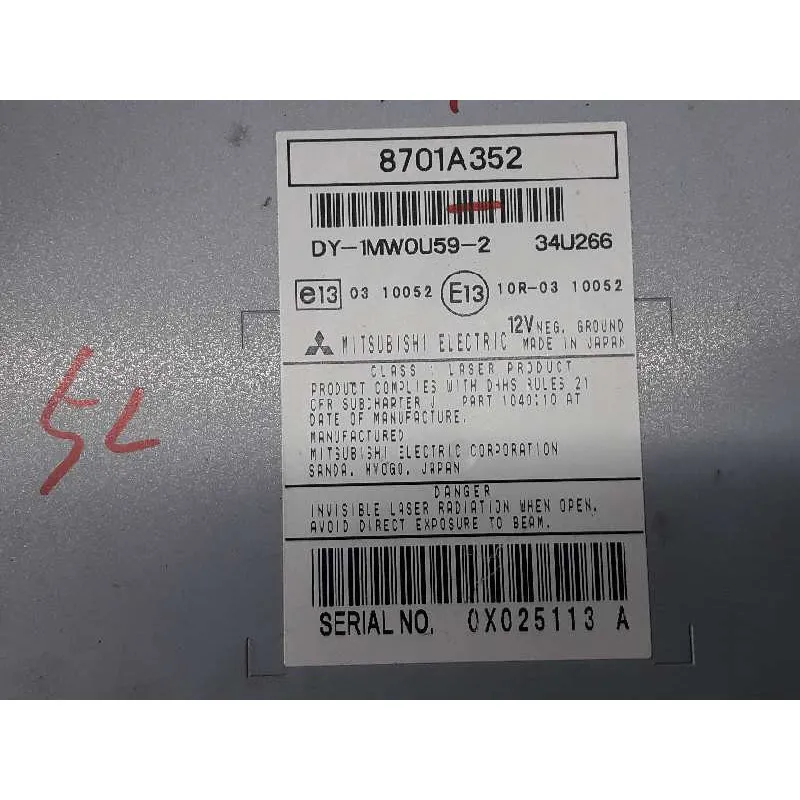 8701A352
DY-1MW0U59-2 34U266
e13 03 10052 E13 10R-03 10052
MITSUBISHI ELECTRIC 12V NEG. GROUND
MADE IN JAPAN
CLASS LASER PRODUCT
PRODUCT COMPLIES WITH DHHS RULES 21
CFR SUBCHAPTER J PART 1040:10 AT
DATE OF MANUFACTURE.
MANUFACTURED
MITSUBISHI ELECTRIC CORPORATION
SANDA, HYOGO, JAPAN
DANGER
INVISIBLE LASER RADIATION WHEN OPEN.
AVOID DIRECT EXPOSURE TO BEAM.
SERIAL NO. 0X025113 A